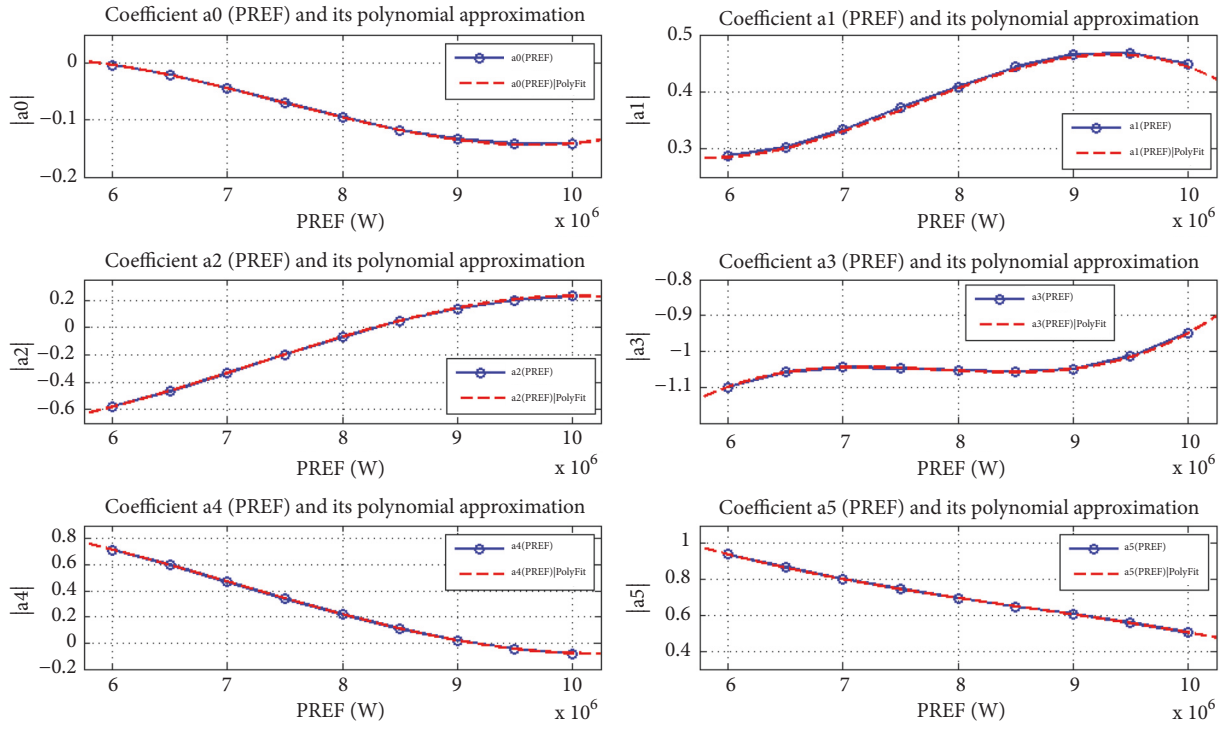 Coefficient a0 (PREF) and its polynomial approximation
|a0|
0
−0.1
−0.2
a0(PREF)
a0(PREF)|PolyFit
6 7 8 9 10
PREF (W)
x 10^6
Coefficient a1 (PREF) and its polynomial approximation
|a1|
0.5
0.4
0.3
a1(PREF)
a1(PREF)|PolyFit
6 7 8 9 10
PREF (W)
x 10^6
Coefficient a2 (PREF) and its polynomial approximation
|a2|
0.2
0
−0.2
−0.4
−0.6
a2(PREF)
a2(PREF)|PolyFit
6 7 8 9 10
PREF (W)
x 10^6
Coefficient a3 (PREF) and its polynomial approximation
|a3|
−0.8
−0.9
−1
−1.1
a3(PREF)
a3(PREF)|PolyFit
6 7 8 9 10
PREF (W)
x 10^6
Coefficient a4 (PREF) and its polynomial approximation
|a4|
0.8
0.6
0.4
0.2
0
−0.2
a4(PREF)
a4(PREF)|PolyFit
6 7 8 9 10
PREF (W)
x 10^6
Coefficient a5 (PREF) and its polynomial approximation
|a5|
1
0.8
0.6
0.4
a5(PREF)
a5(PREF)|PolyFit
6 7 8 9 10
PREF (W)
x 10^6